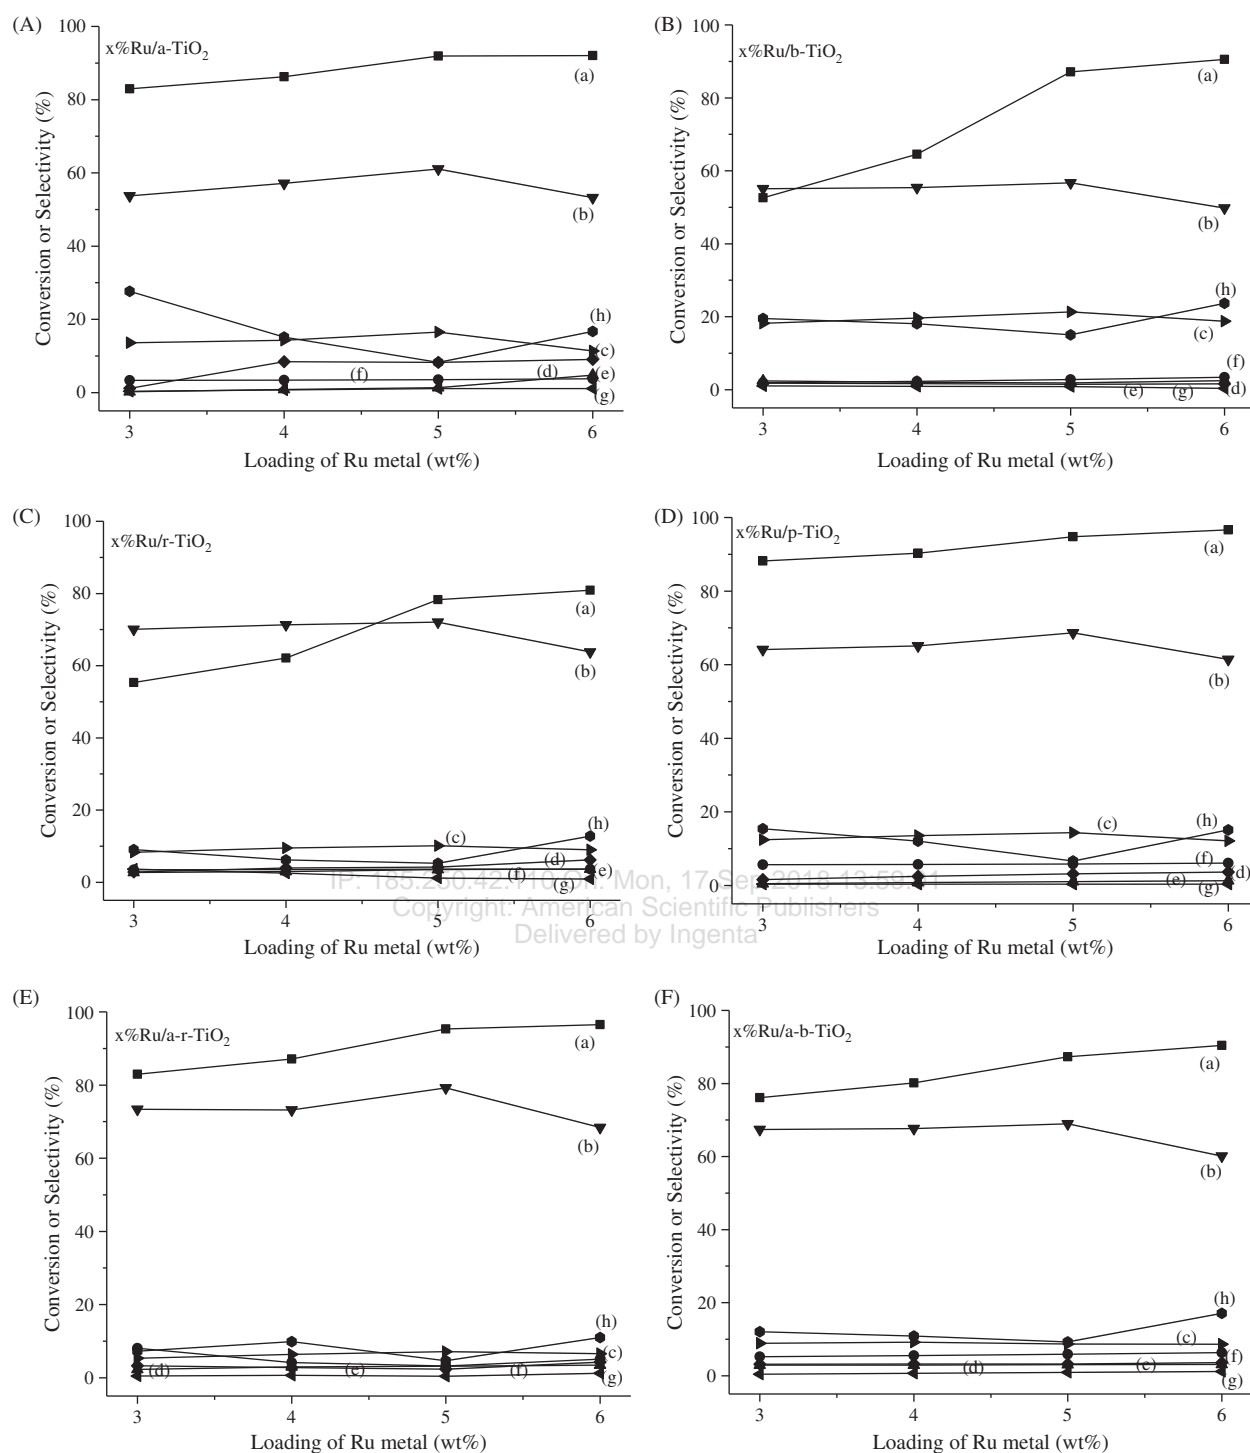 (A)
x%Ru/a-TiO₂
Conversion or Selectivity (%)
100
80
60
40
20
0
(a)
(b)
(h)
(c)
(f)
(d)
(e)
(g)
3 4 5 6
Loading of Ru metal (wt%)
(B)
x%Ru/b-TiO₂
Conversion or Selectivity (%)
100
80
60
40
20
0
(a)
(b)
(h)
(c)
(f)
(e)
(g)
(d)
3 4 5 6
Loading of Ru metal (wt%)
(C)
x%Ru/r-TiO₂
Conversion or Selectivity (%)
100
80
60
40
20
0
(a)
(b)
(h)
(c)
(d)
(f)
(e)
(g)
3 4 5 6
Loading of Ru metal (wt%)
(D)
x%Ru/p-TiO₂
Conversion or Selectivity (%)
100
80
60
40
20
0
(a)
(b)
(c)
(h)
(f)
(e)
(d)
(g)
3 4 5 6
Loading of Ru metal (wt%)
Copyright: American Scientific Publishers
Delivered by Ingenta
(E)
x%Ru/a-r-TiO₂
Conversion or Selectivity (%)
100
80
60
40
20
0
(a)
(b)
(h)
(c)
(d)
(e)
(f)
(g)
3 4 5 6
Loading of Ru metal (wt%)
(F)
x%Ru/a-b-TiO₂
Conversion or Selectivity (%)
100
80
60
40
20
0
(a)
(b)
(h)
(c)
(f)
(d)
(e)
(g)
3 4 5 6
Loading of Ru metal (wt%)